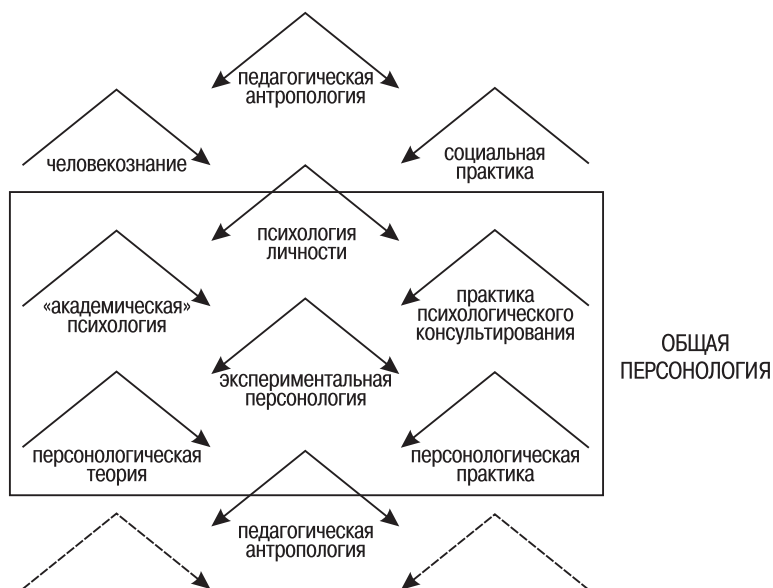 педагогическая
антропология
человекознание
социальная
практика
психология
личности
«академическая»
психология
практика
психологического
консультирования
ОБЩАЯ
ПЕРСОНОЛОГИЯ
экспериментальная
персонология
персонологическая
теория
персонологическая
практика
педагогическая
антропология